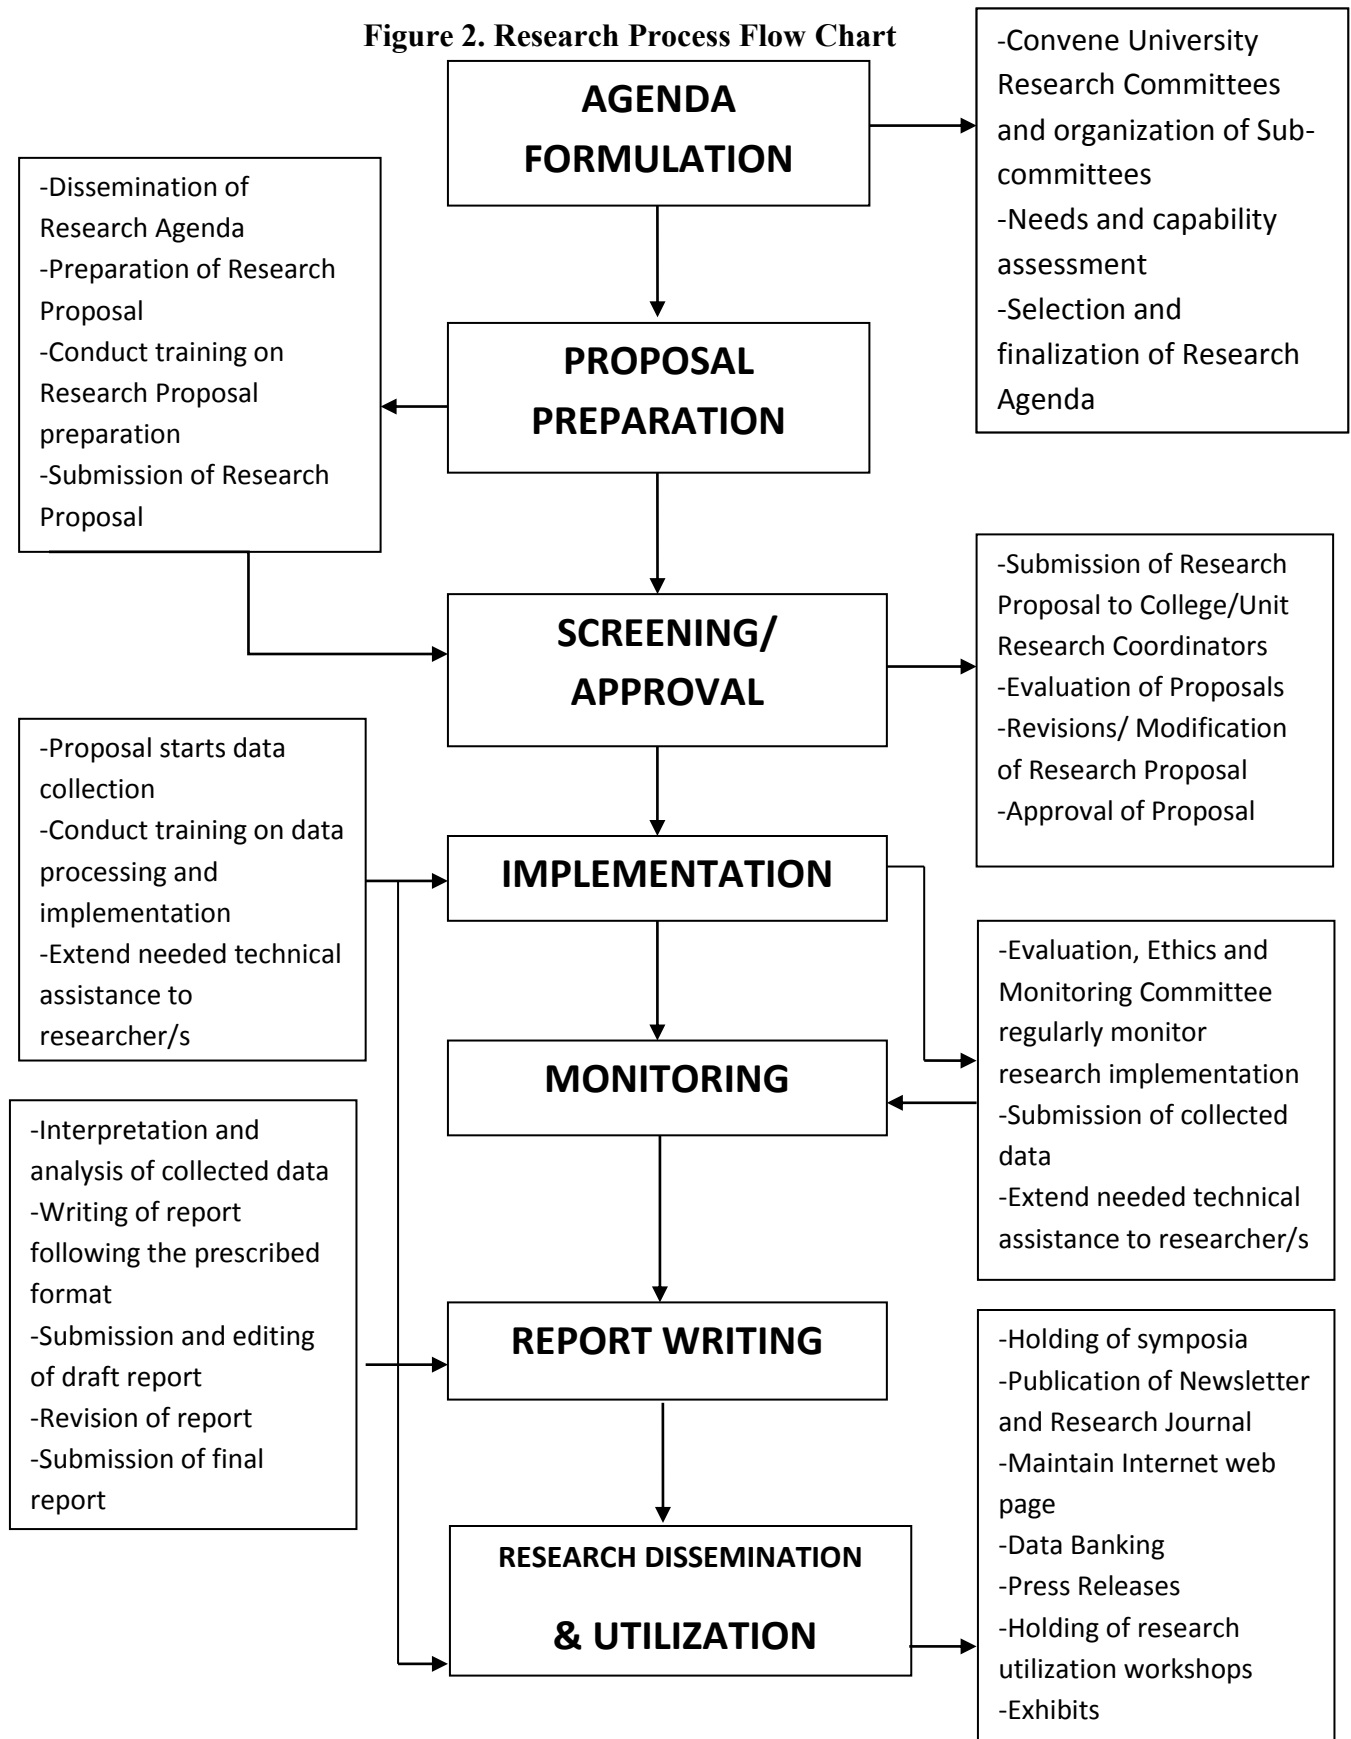 Figure 2. Research Process Flow Chart
AGENDA
FORMULATION
-Convene University
Research Committees
and organization of Sub-
committees
-Needs and capability
assessment
-Selection and
finalization of Research
Agenda
-Dissemination of
Research Agenda
-Preparation of Research
Proposal
-Conduct training on
Research Proposal
preparation
-Submission of Research
Proposal
PROPOSAL
PREPARATION
SCREENING/
APPROVAL
-Submission of Research
Proposal to College/Unit
Research Coordinators
-Evaluation of Proposals
-Revisions/ Modification
of Research Proposal
-Approval of Proposal
-Proposal starts data
collection
-Conduct training on data
processing and
implementation
-Extend needed technical
assistance to
researcher/s
IMPLEMENTATION
-Evaluation, Ethics and
Monitoring Committee
regularly monitor
research implementation
-Submission of collected
data
-Extend needed technical
assistance to researcher/s
MONITORING
-Interpretation and
analysis of collected data
-Writing of report
following the prescribed
format
-Submission and editing
of draft report
-Revision of report
-Submission of final
report
REPORT WRITING
-Holding of symposia
-Publication of Newsletter
and Research Journal
-Maintain Internet web
page
-Data Banking
-Press Releases
-Holding of research
utilization workshops
-Exhibits
RESEARCH DISSEMINATION
& UTILIZATION